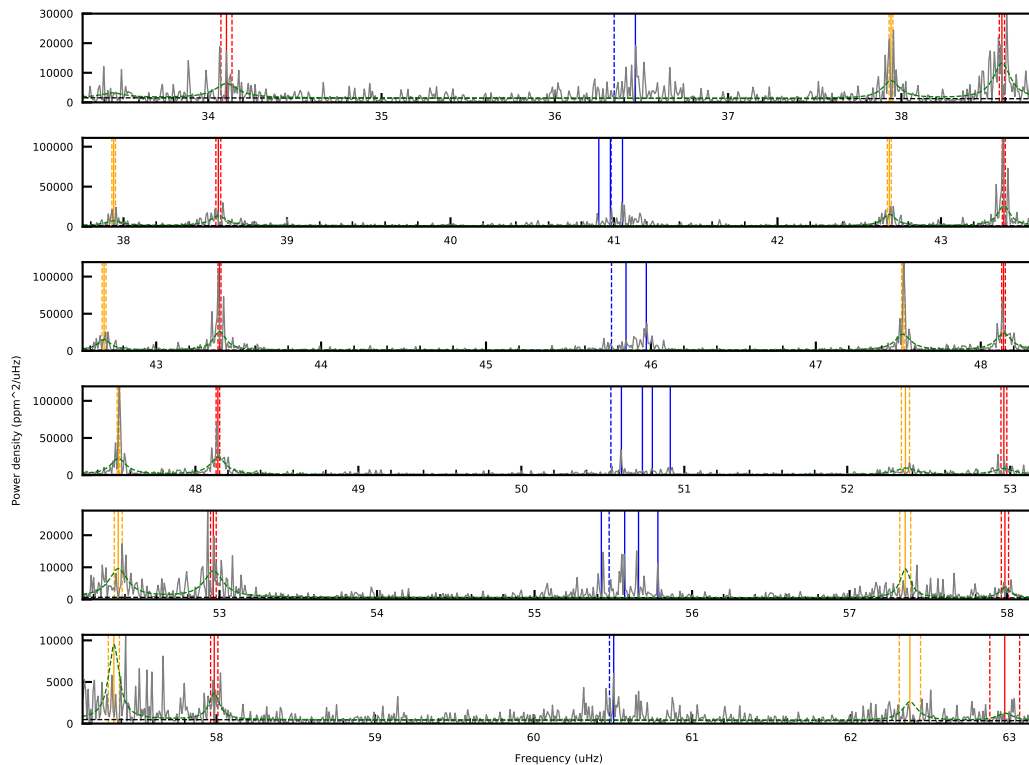 30000
20000
10000
0
34 35 36 37 38
100000
50000
0
38 39 40 41 42 43
100000
50000
0
43 44 45 46 47 48
Power density (ppm^2/uHz)
100000
50000
0
48 49 50 51 52 53
20000
10000
0
53 54 55 56 57 58
10000
5000
0
58 59 60 61 62 63
Frequency (uHz)